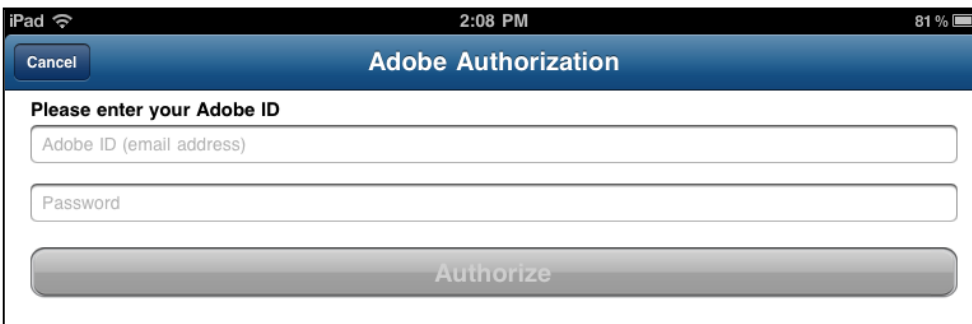 iPad 2:08 PM 81%
Cancel Adobe Authorization
Please enter your Adobe ID
Adobe ID (email address)
Password
Authorize